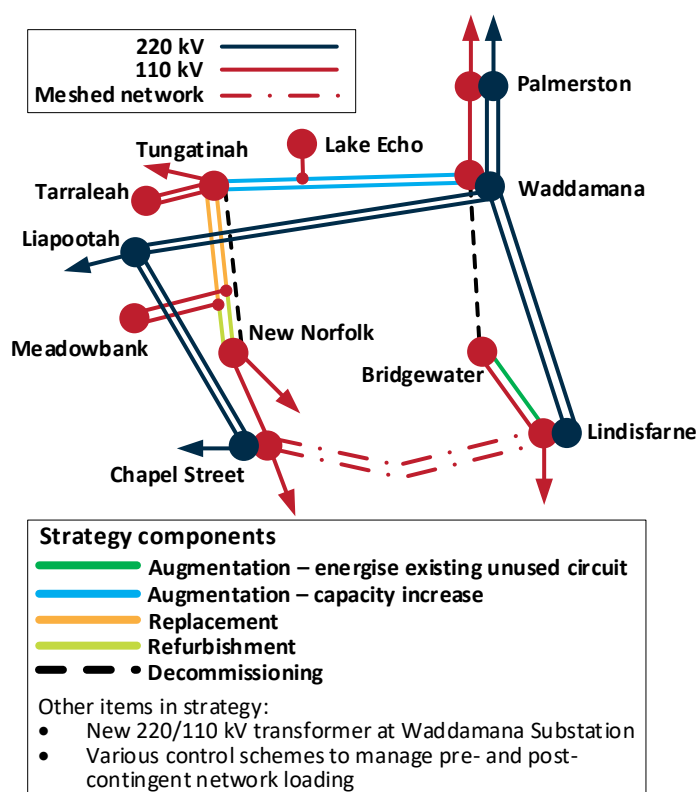 220 kV
110 kV
Meshed network
Palmerston
Lake Echo
Tungatinah
Tarraleah
Waddamana
Liapootah
Meadowbank
New Norfolk
Bridgewater
Lindisfarne
Chapel Street
Strategy components
Augmentation – energise existing unused circuit
Augmentation – capacity increase
Replacement
Refurbishment
Decommissioning
Other items in strategy:
• New 220/110 kV transformer at Waddamana Substation
• Various control schemes to manage pre- and post-
contingent network loading